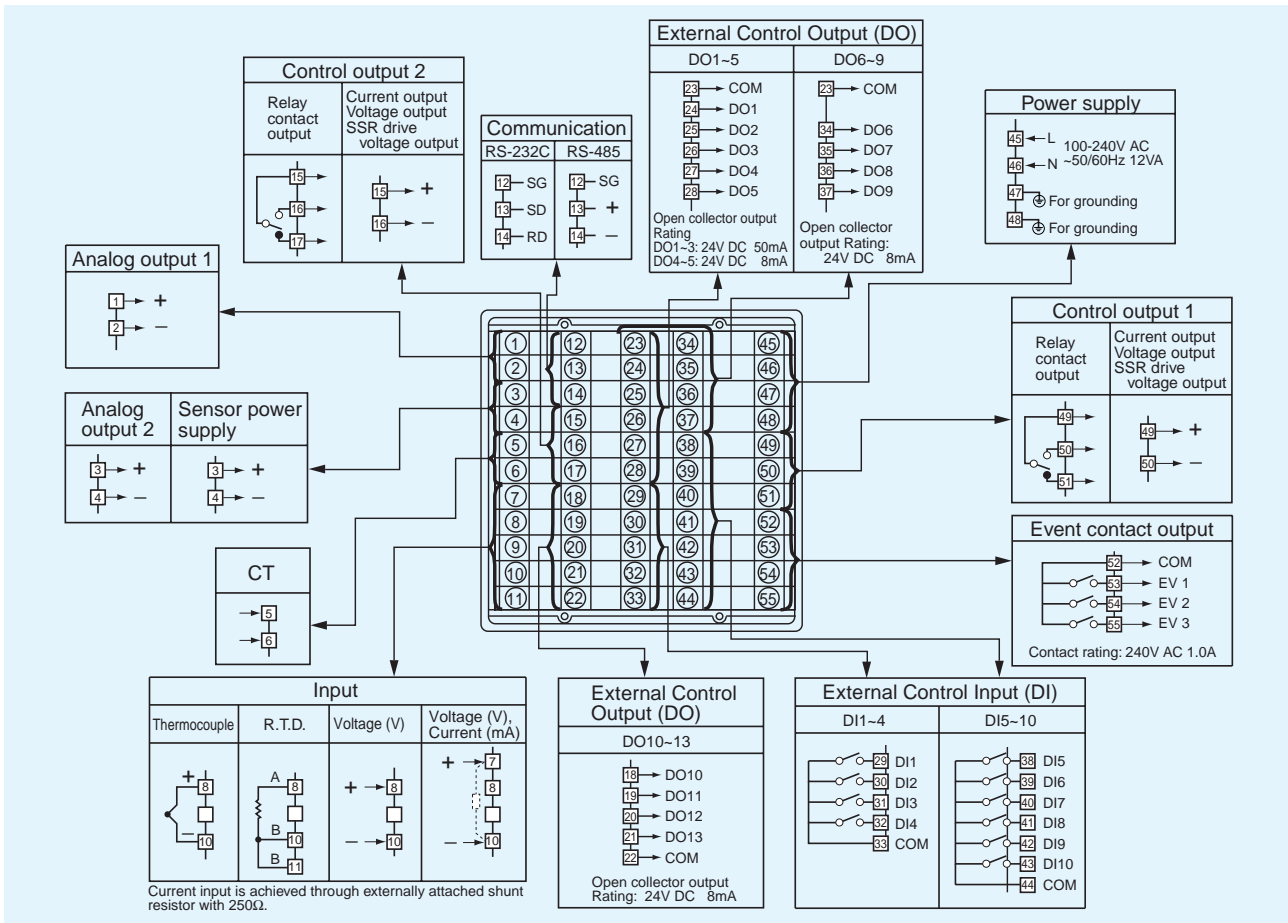 External Control Output (DO)
DO1~5
DO6~9
23 COM
24 DO1
25 DO2
26 DO3
27 DO4
28 DO5
Open collector output
Rating
DO1~3: 24V DC 50mA
DO4~5: 24V DC 8mA
23 COM
34 DO6
35 DO7
36 DO8
37 DO9
Open collector
output Rating:
24V DC 8mA
Control output 2
Relay
contact
output
15
16
17
Current output
Voltage output
SSR drive
voltage output
15 +
16 −
Communication
RS-232C
RS-485
12 SG
13 SD
14 RD
12 SG
13 +
14 −
Power supply
45 L
46 N
100-240V AC
~50/60Hz 12VA
47 For grounding
48 For grounding
Analog output 1
1 +
2 −
Analog
output 2
3 +
4 −
Sensor power
supply
3 +
4 −
CT
5
6
1 12 23 34 45
2 13 24 35 46
3 14 25 36 47
4 15 26 37 48
5 16 27 38 49
6 17 28 39 50
7 18 29 40 51
8 19 30 41 52
9 20 31 42 53
10 21 32 43 54
11 22 33 44 55
Control output 1
Relay
contact
output
49
50
51
Current output
Voltage output
SSR drive
voltage output
49 +
50 −
Event contact output
52 COM
53 EV 1
54 EV 2
55 EV 3
Contact rating: 240V AC 1.0A
Input
Thermocouple
+ 8
− 10
R.T.D.
A 8
B 10
B 11
Voltage (V)
+ 8
− 10
Voltage (V),
Current (mA)
+ 7
8
− 10
Current input is achieved through externally attached shunt
resistor with 250Ω.
External Control
Output (DO)
DO10~13
18 DO10
19 DO11
20 DO12
21 DO13
22 COM
Open collector output
Rating: 24V DC 8mA
External Control Input (DI)
DI1~4
29 DI1
30 DI2
31 DI3
32 DI4
33 COM
DI5~10
38 DI5
39 DI6
40 DI7
41 DI8
42 DI9
43 DI10
44 COM